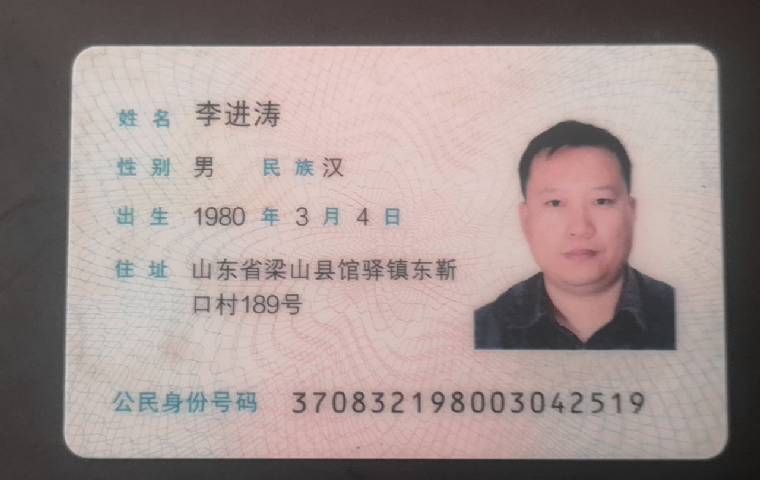 姓名 李进涛
性别 男 民族 汉
出生 1980 年 3 月 4 日
住址 山东省梁山县馆驿镇东靳
口村189号
公民身份号码 370832198003042519